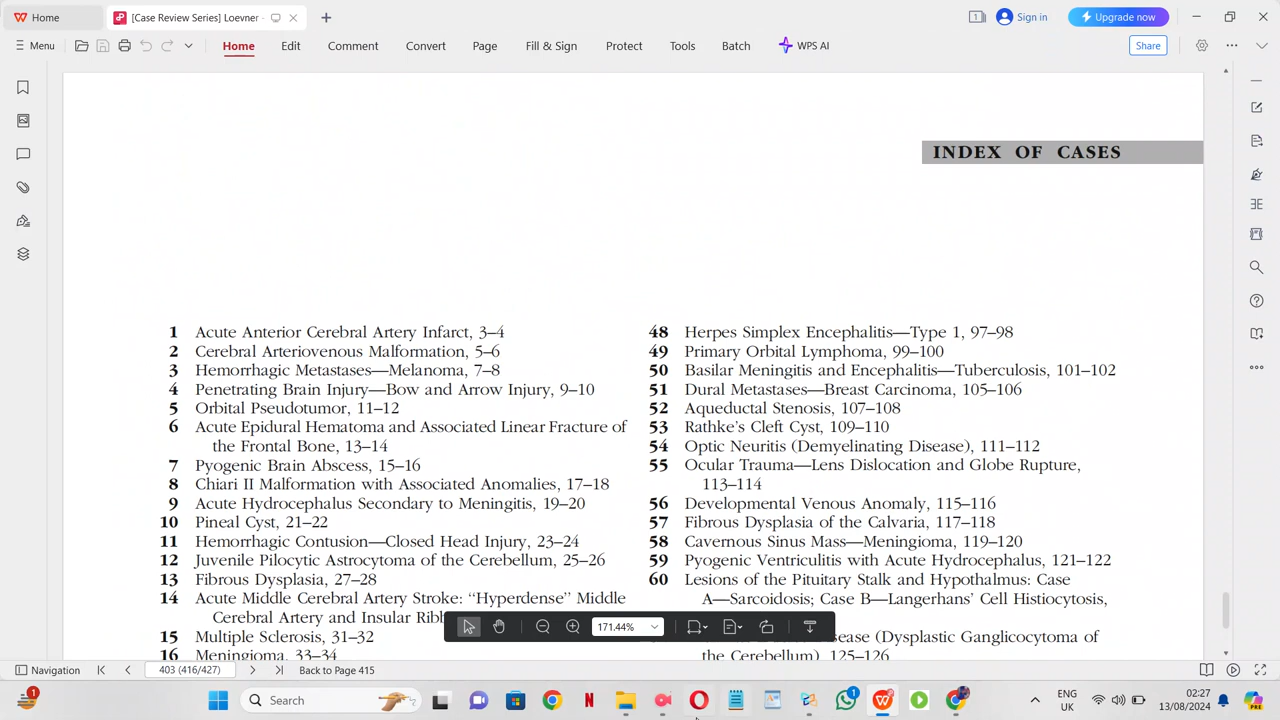 Home
[Case Review Series] Loevner -
1
Sign in
Upgrade now
Menu
Home
Edit
Comment
Convert
Page
Fill & Sign
Protect
Tools
Batch
WPS AI
Share
INDEX OF CASES
1 Acute Anterior Cerebral Artery Infarct, 3–4
2 Cerebral Arteriovenous Malformation, 5–6
3 Hemorrhagic Metastases—Melanoma, 7–8
4 Penetrating Brain Injury—Bow and Arrow Injury, 9–10
5 Orbital Pseudotumor, 11–12
6 Acute Epidural Hematoma and Associated Linear Fracture of
the Frontal Bone, 13–14
7 Pyogenic Brain Abscess, 15–16
8 Chiari II Malformation with Associated Anomalies, 17–18
9 Acute Hydrocephalus Secondary to Meningitis, 19–20
10 Pineal Cyst, 21–22
11 Hemorrhagic Contusion—Closed Head Injury, 23–24
12 Juvenile Pilocytic Astrocytoma of the Cerebellum, 25–26
13 Fibrous Dysplasia, 27–28
14 Acute Middle Cerebral Artery Stroke: "Hyperdense" Middle
Cerebral Artery and Insular
15 Multiple Sclerosis, 31–32
16 Meningioma, 33–34
48 Herpes Simplex Encephalitis—Type 1, 97–98
49 Primary Orbital Lymphoma, 99–100
50 Basilar Meningitis and Encephalitis—Tuberculosis, 101–102
51 Dural Metastases—Breast Carcinoma, 105–106
52 Aqueductal Stenosis, 107–108
53 Rathke's Cleft Cyst, 109–110
54 Optic Neuritis (Demyelinating Disease), 111–112
55 Ocular Trauma—Lens Dislocation and Globe Rupture,
113–114
56 Developmental Venous Anomaly, 115–116
57 Fibrous Dysplasia of the Calvaria, 117–118
58 Cavernous Sinus Mass—Meningioma, 119–120
59 Pyogenic Ventriculitis with Acute Hydrocephalus, 121–122
60 Lesions of the Pituitary Stalk and Hypothalmus: Case
A—Sarcoidosis; Case B—Langerhans' Cell Histiocytosis,
(Dysplastic Ganglicocytoma of
the Cerebellum), 125–126
171.44%
Navigation
403 (416/427)
Back to Page 415
1
Search
1
ENG
UK
02:27
13/08/2024
PRE